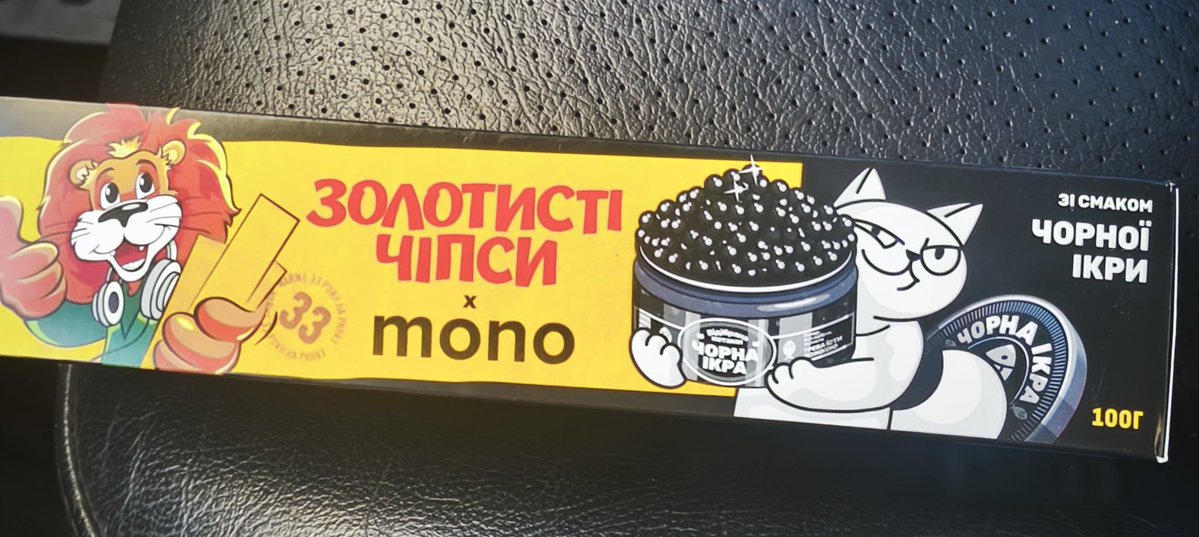 ЗОЛОТИСТІ
ЧІПСИ
x
mono
33
ЗІ СМАКОМ
ЧОРНОЇ
ІКРИ
ЧОРНА
ІКРА
ЧОРНА ІКРА
100Г